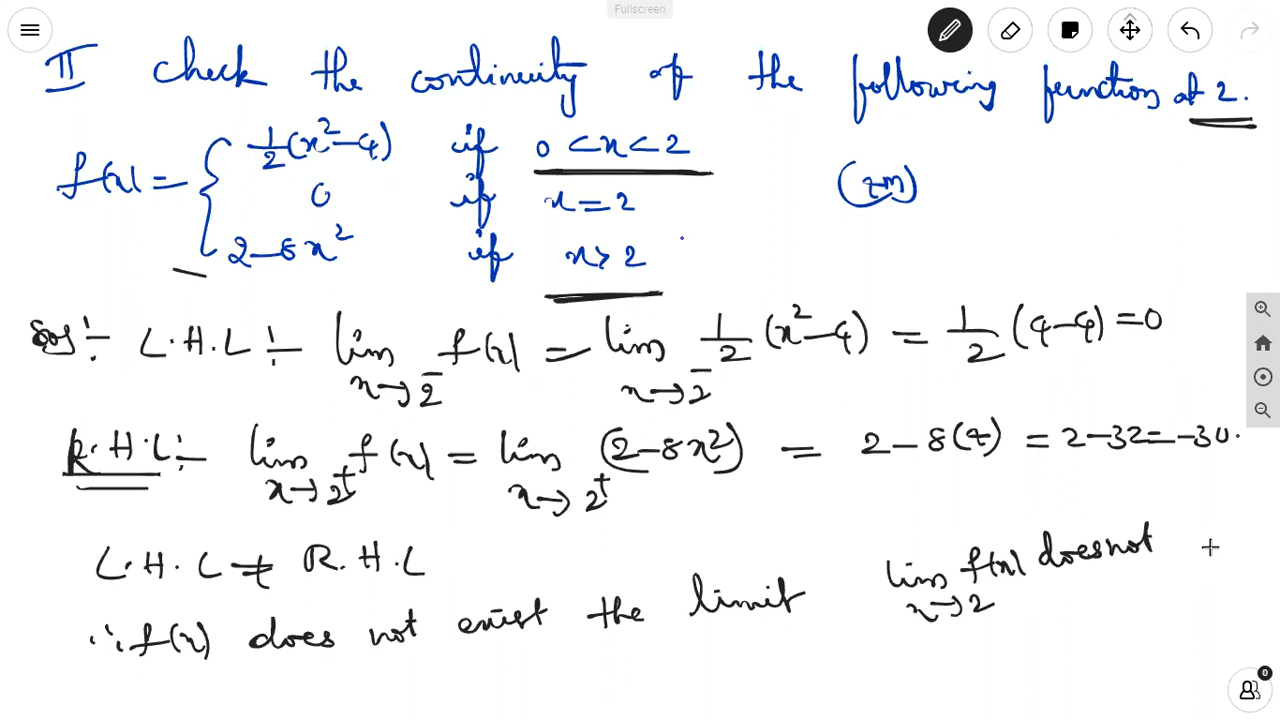 Fullscreen
II check the continuity of the following function at 2.
f(x) = { 1/2(x²-4) if 0 < x < 2
0 if x = 2
2-8x² if x > 2
L.H.L :- lim x→2⁻ f(x) = lim x→2⁻ 1/2 (x²-4) = 1/2 (4-4) = 0
R.H.L :- lim x→2⁺ f(x) = lim x→2⁺ (2-8x²) = 2-8(4) = 2-32 = -30.
L.H.L ≠ R.H.L
∴ f(x) does not exist the limit lim x→2 f(x) doesnot
0